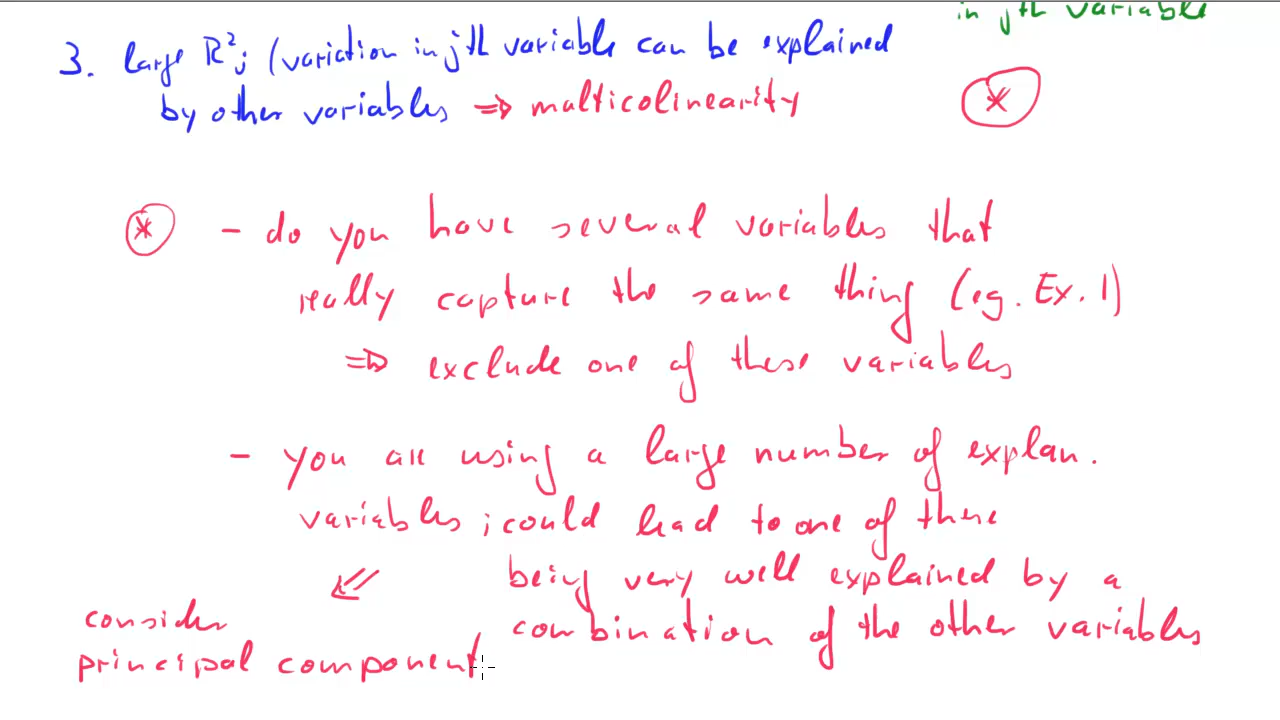 in jth variable
3. large R²j (variation in jth variable can be explained
by other variables ⇒ multicolinearity
*
* - do you have several variables that
really capture the same thing (eg. Ex. 1)
⇒ exclude one of these variables
- you are using a large number of explan.
variables ; could lead to one of these
being very well explained by a
combination of the other variables
⇙
consider
principal component